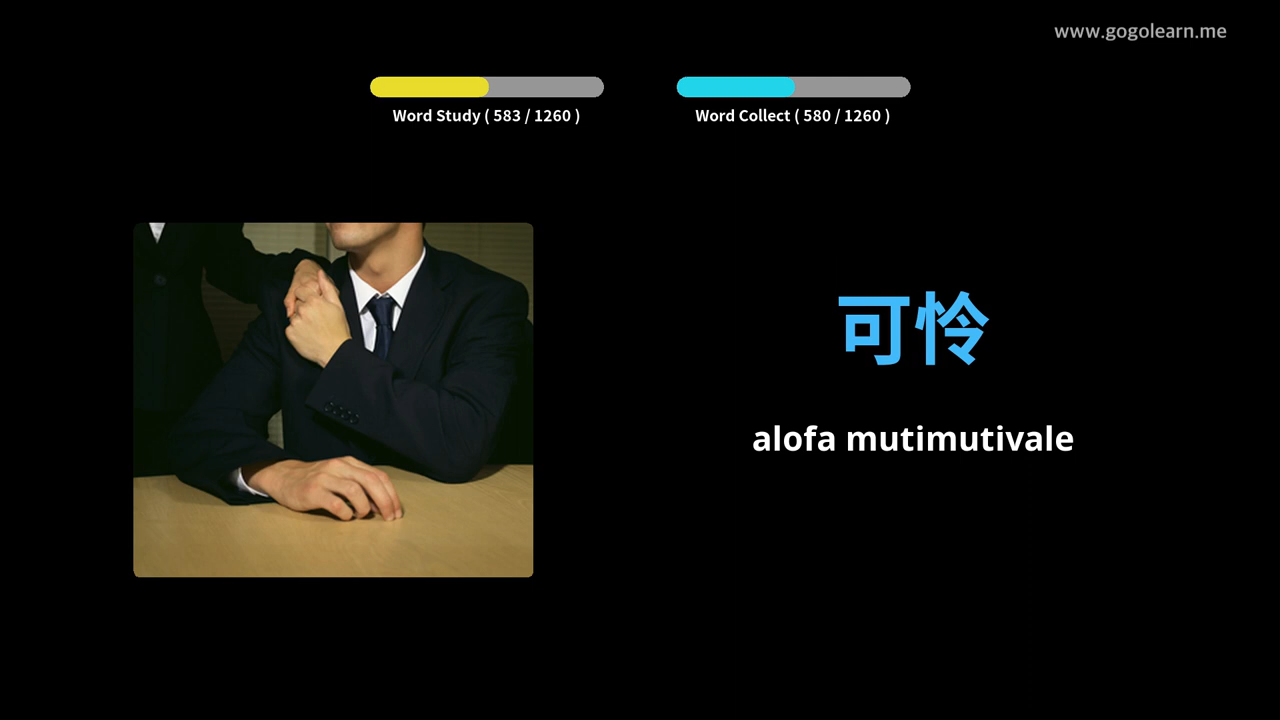 www.gogolearn.me
Word Study ( 583 / 1260 )
Word Collect ( 580 / 1260 )
可怜
alofa mutimutivale